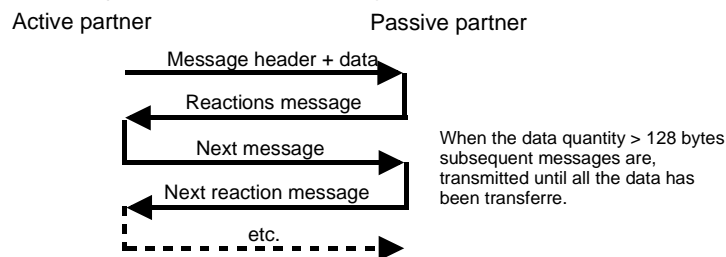 Active partner
Passive partner
Message header + data
Reactions message
Next message
Next reaction message
etc.
When the data quantity > 128 bytes
subsequent messages are,
transmitted until all the data has
been transferre.